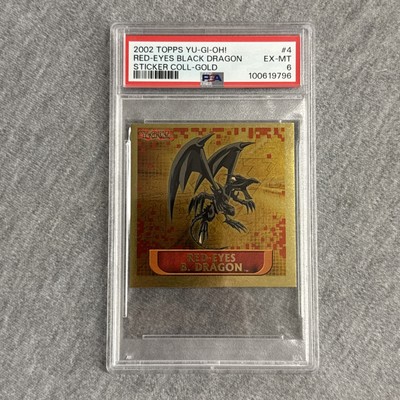 2002 TOPPS YU-GI-OH! #4
RED-EYES BLACK DRAGON EX-MT
STICKER COLL-GOLD 6
PSA 100619796
RED-EYES
B. DRAGON